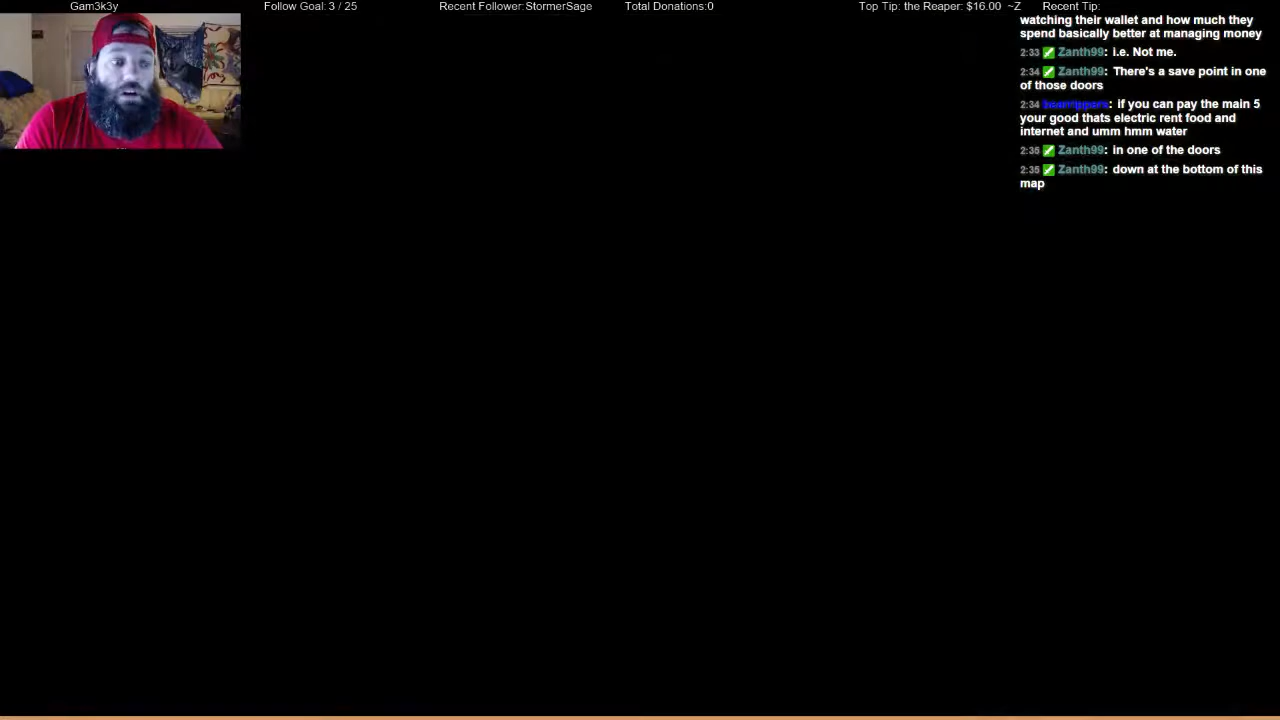 Gam3k3y Follow Goal: 3 / 25 Recent Follower:StormerSage Total Donations:0 Top Tip: the Reaper: $16.00 ~Z Recent Tip:
watching their wallet and how much they
spend basically better at managing money
2:33 Zanth99: i.e. Not me.
2:34 Zanth99: There's a save point in one
of those doors
2:34 : if you can pay the main 5
your good thats electric rent food and
internet and umm hmm water
2:35 Zanth99: in one of the doors
2:35 Zanth99: down at the bottom of this
map